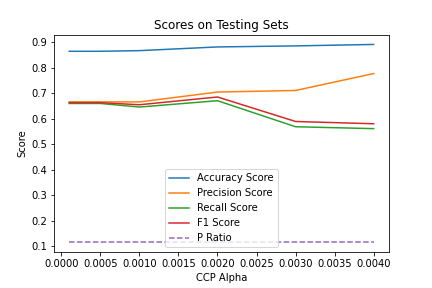 Scores on Testing Sets
Score
0.9
0.8
0.7
0.6
0.5
0.4
0.3
0.2
0.1
Accuracy Score
Precision Score
Recall Score
F1 Score
P Ratio
0.0000 0.0005 0.0010 0.0015 0.0020 0.0025 0.0030 0.0035 0.0040
CCP Alpha